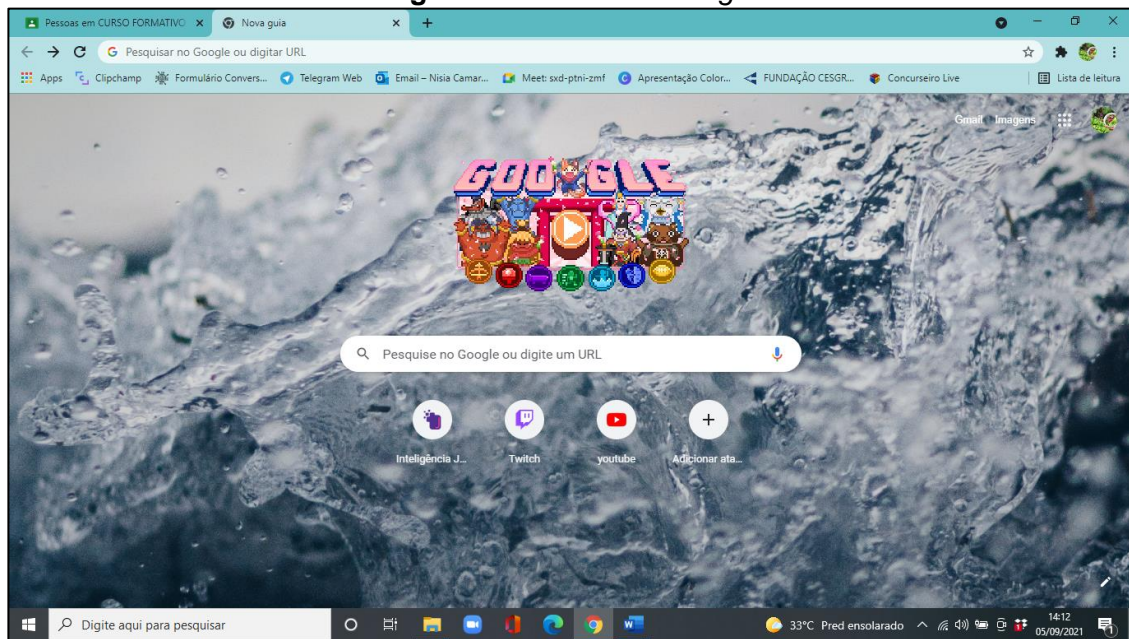 Pessoas em CURSO FORMATIVO
Nova guia
Pesquisar no Google ou digitar URL
Apps Clipchamp Formulário Convers... Telegram Web Email – Nisia Camar... Meet: sxd-ptni-zmf Apresentação Color... FUNDAÇÃO CESGR... Concurseiro Live Lista de leitura
Gmail Imagens
GOOGLE
Pesquise no Google ou digite um URL
Inteligência J... Twitch youtube Adicionar ata...
Digite aqui para pesquisar
33°C Pred ensolarado
14:12
05/09/2021